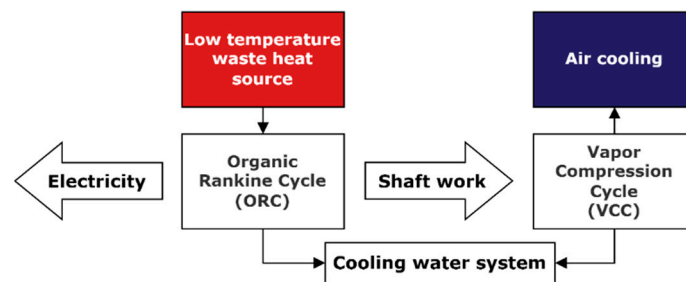 Low temperature
waste heat
source
Air cooling
Electricity
Organic
Rankine Cycle
(ORC)
Shaft work
Vapor
Compression
Cycle
(VCC)
Cooling water system